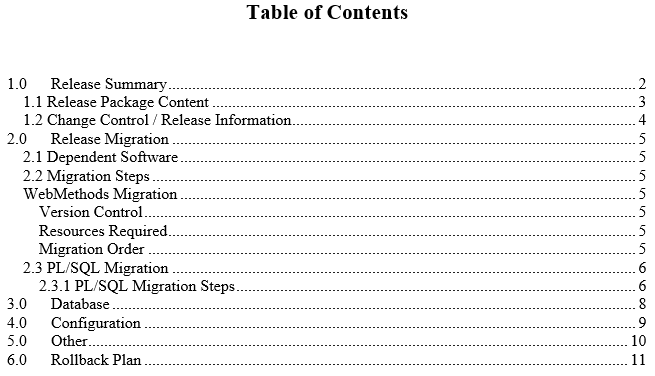 Table of Contents
1.0 Release Summary 2
1.1 Release Package Content 3
1.2 Change Control / Release Information 4
2.0 Release Migration 5
2.1 Dependent Software 5
2.2 Migration Steps 5
WebMethods Migration 5
Version Control 5
Resources Required 5
Migration Order 5
2.3 PL/SQL Migration 6
2.3.1 PL/SQL Migration Steps 6
3.0 Database 8
4.0 Configuration 9
5.0 Other 10
6.0 Rollback Plan 11